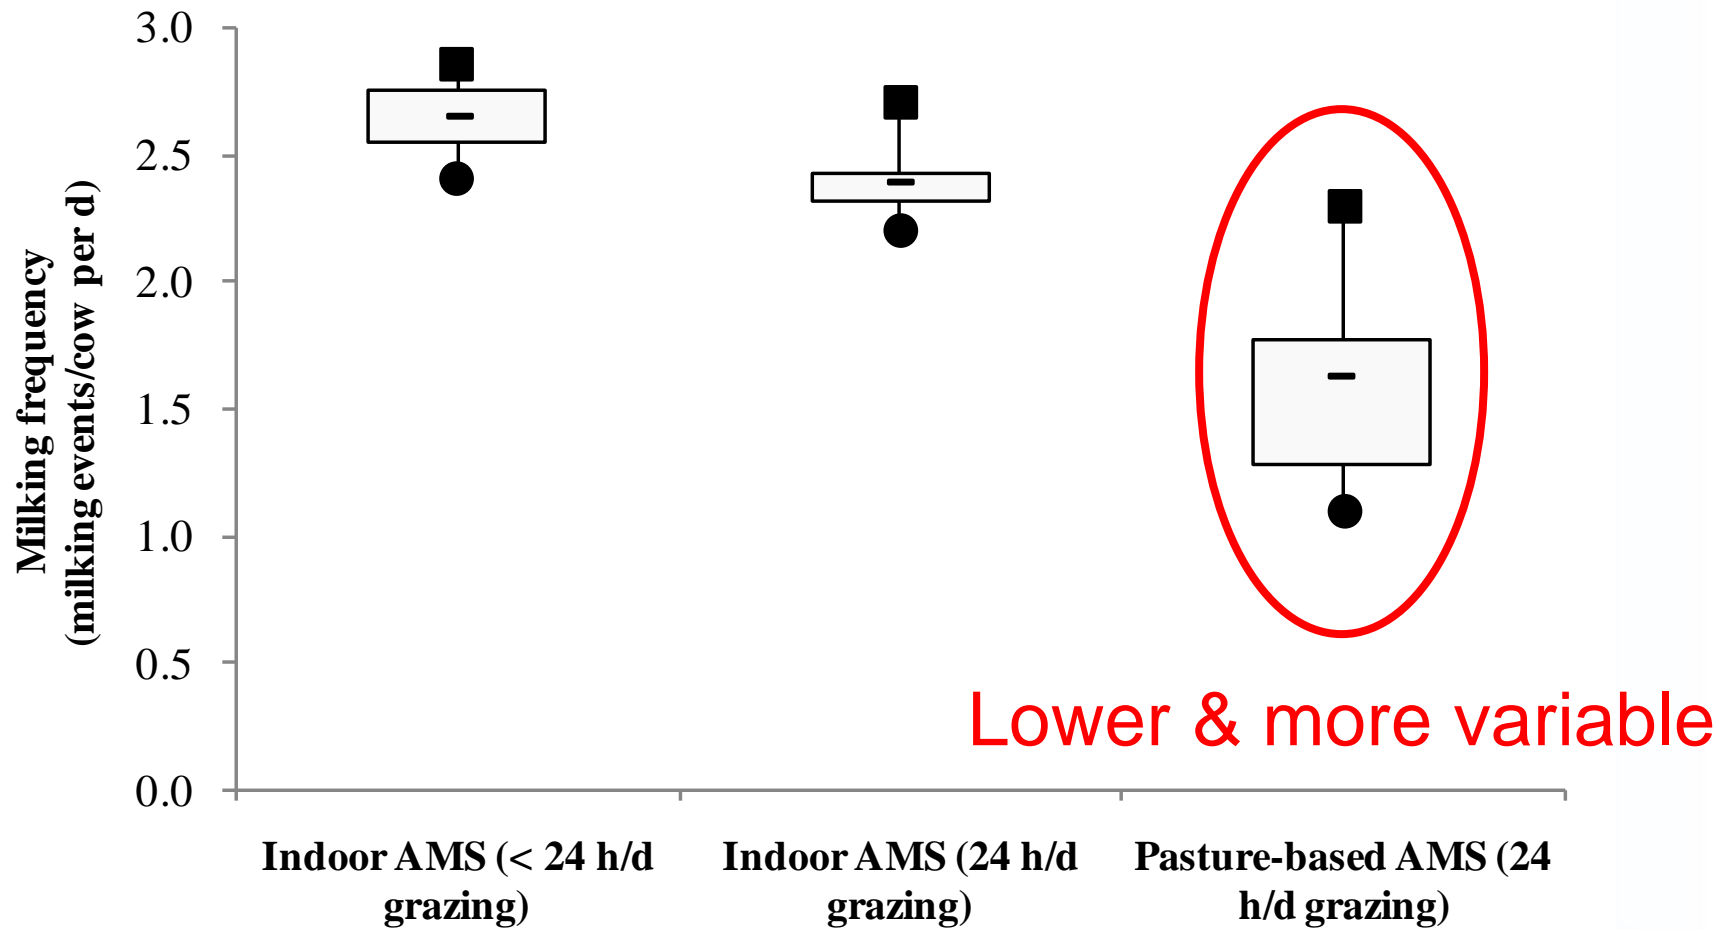 3.0
2.5
2.0
1.5
1.0
0.5
0.0
Milking frequency
(milking events/cow per d)
Lower & more variable
Indoor AMS (< 24 h/d
grazing)
Indoor AMS (24 h/d
grazing)
Pasture-based AMS (24
h/d grazing)